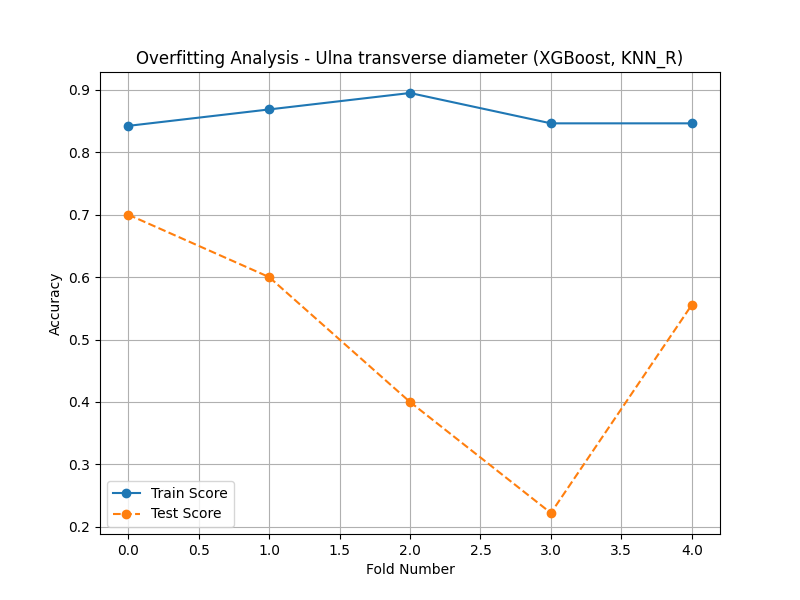 Overfitting Analysis - Ulna transverse diameter (XGBoost, KNN_R)
Accuracy
0.9
0.8
0.7
0.6
0.5
0.4
0.3
0.2
Train Score
Test Score
0.0 0.5 1.0 1.5 2.0 2.5 3.0 3.5 4.0
Fold Number